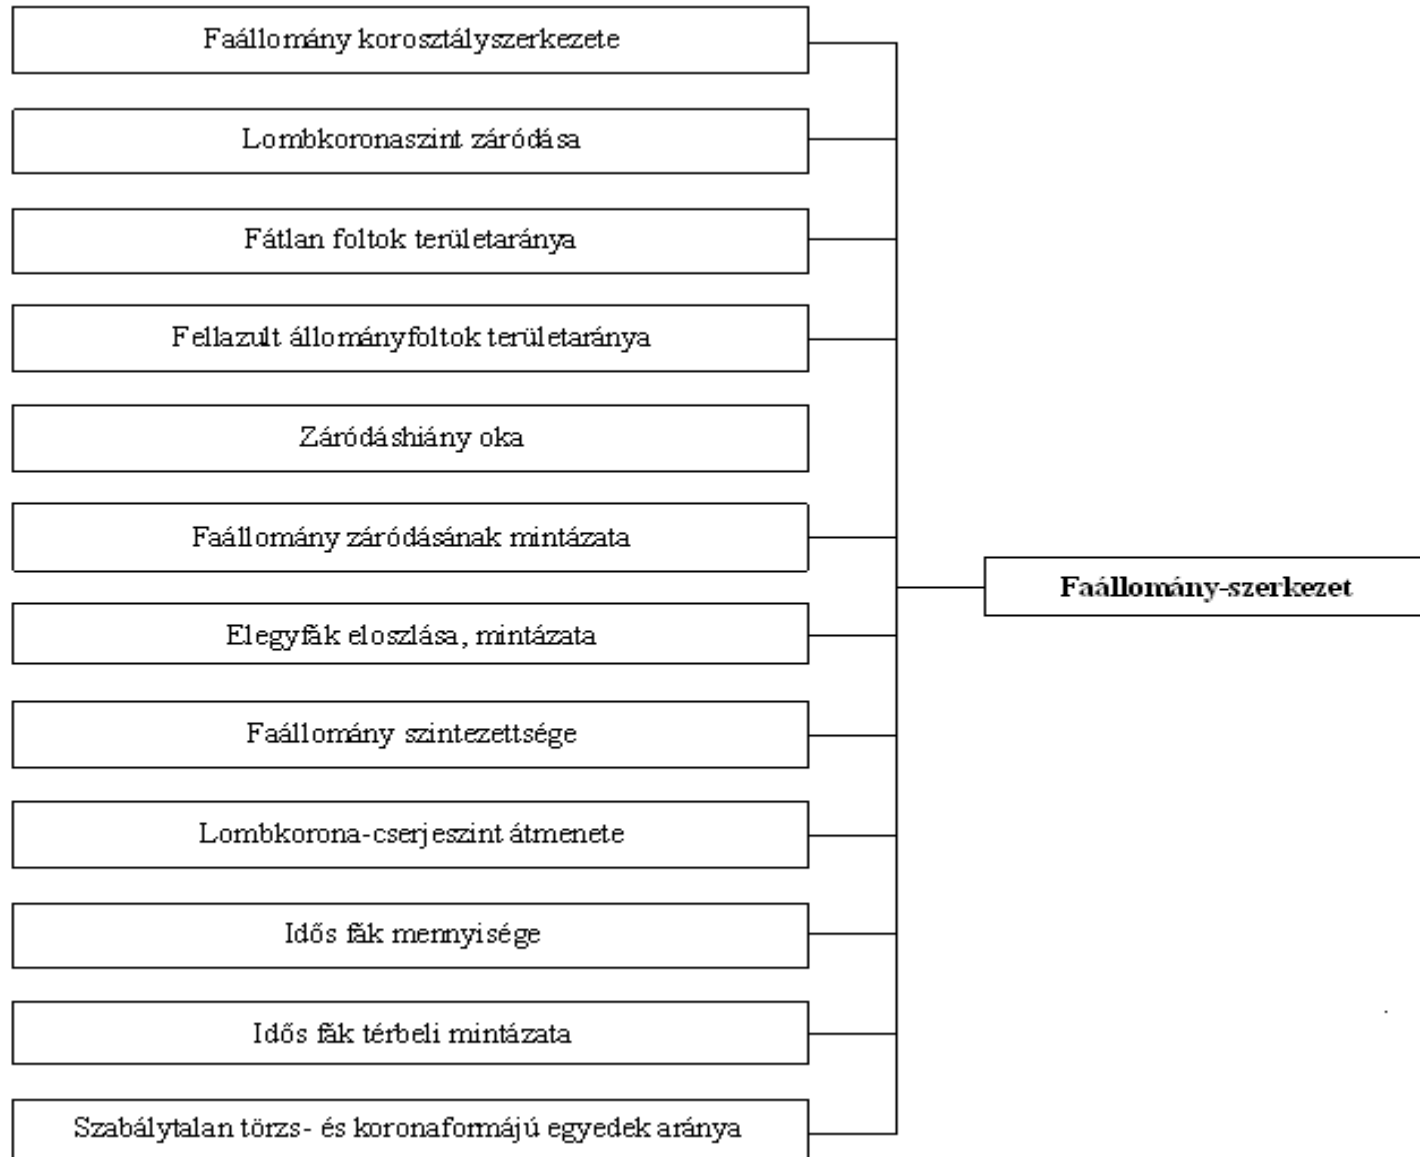 Faállomány korosztályszerkezete
Lombkoronaszint záródása
Fátlan foltok területaránya
Fellazult állományfoltok területaránya
Záródáshiány oka
Faállomány záródásának mintázata
Elegyfák eloszlása, mintázata
Faállomány szintezettsége
Lombkorona-cserjeszint átmenete
Idős fák mennyisége
Idős fák térbeli mintázata
Szabálytalan törzs- és koronaformájú egyedek aránya
Faállomány-szerkezet